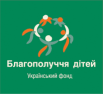 Благополуччя дітей
Український фонд